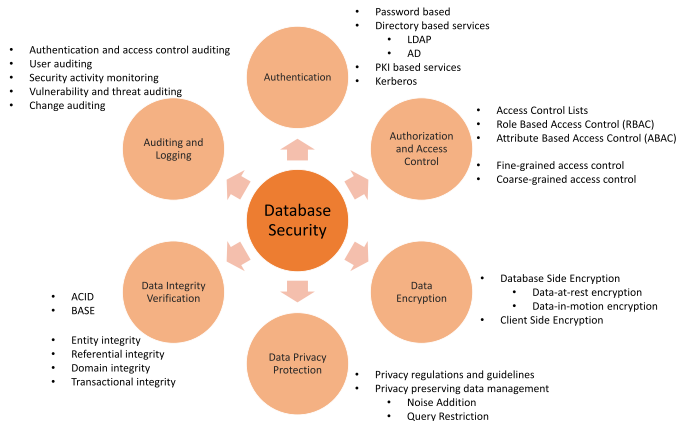 Password based
Directory based services
LDAP
AD
PKI based services
Kerberos
Authentication
Authentication and access control auditing
User auditing
Security activity monitoring
Vulnerability and threat auditing
Change auditing
Auditing and
Logging
Authorization
and Access
Control
Access Control Lists
Role Based Access Control (RBAC)
Attribute Based Access Control (ABAC)
Fine-grained access control
Coarse-grained access control
Database
Security
Data Integrity
Verification
ACID
BASE
Entity integrity
Referential integrity
Domain integrity
Transactional integrity
Data
Encryption
Database Side Encryption
Data-at-rest encryption
Data-in-motion encryption
Client Side Encryption
Data Privacy
Protection
Privacy regulations and guidelines
Privacy preserving data management
Noise Addition
Query Restriction